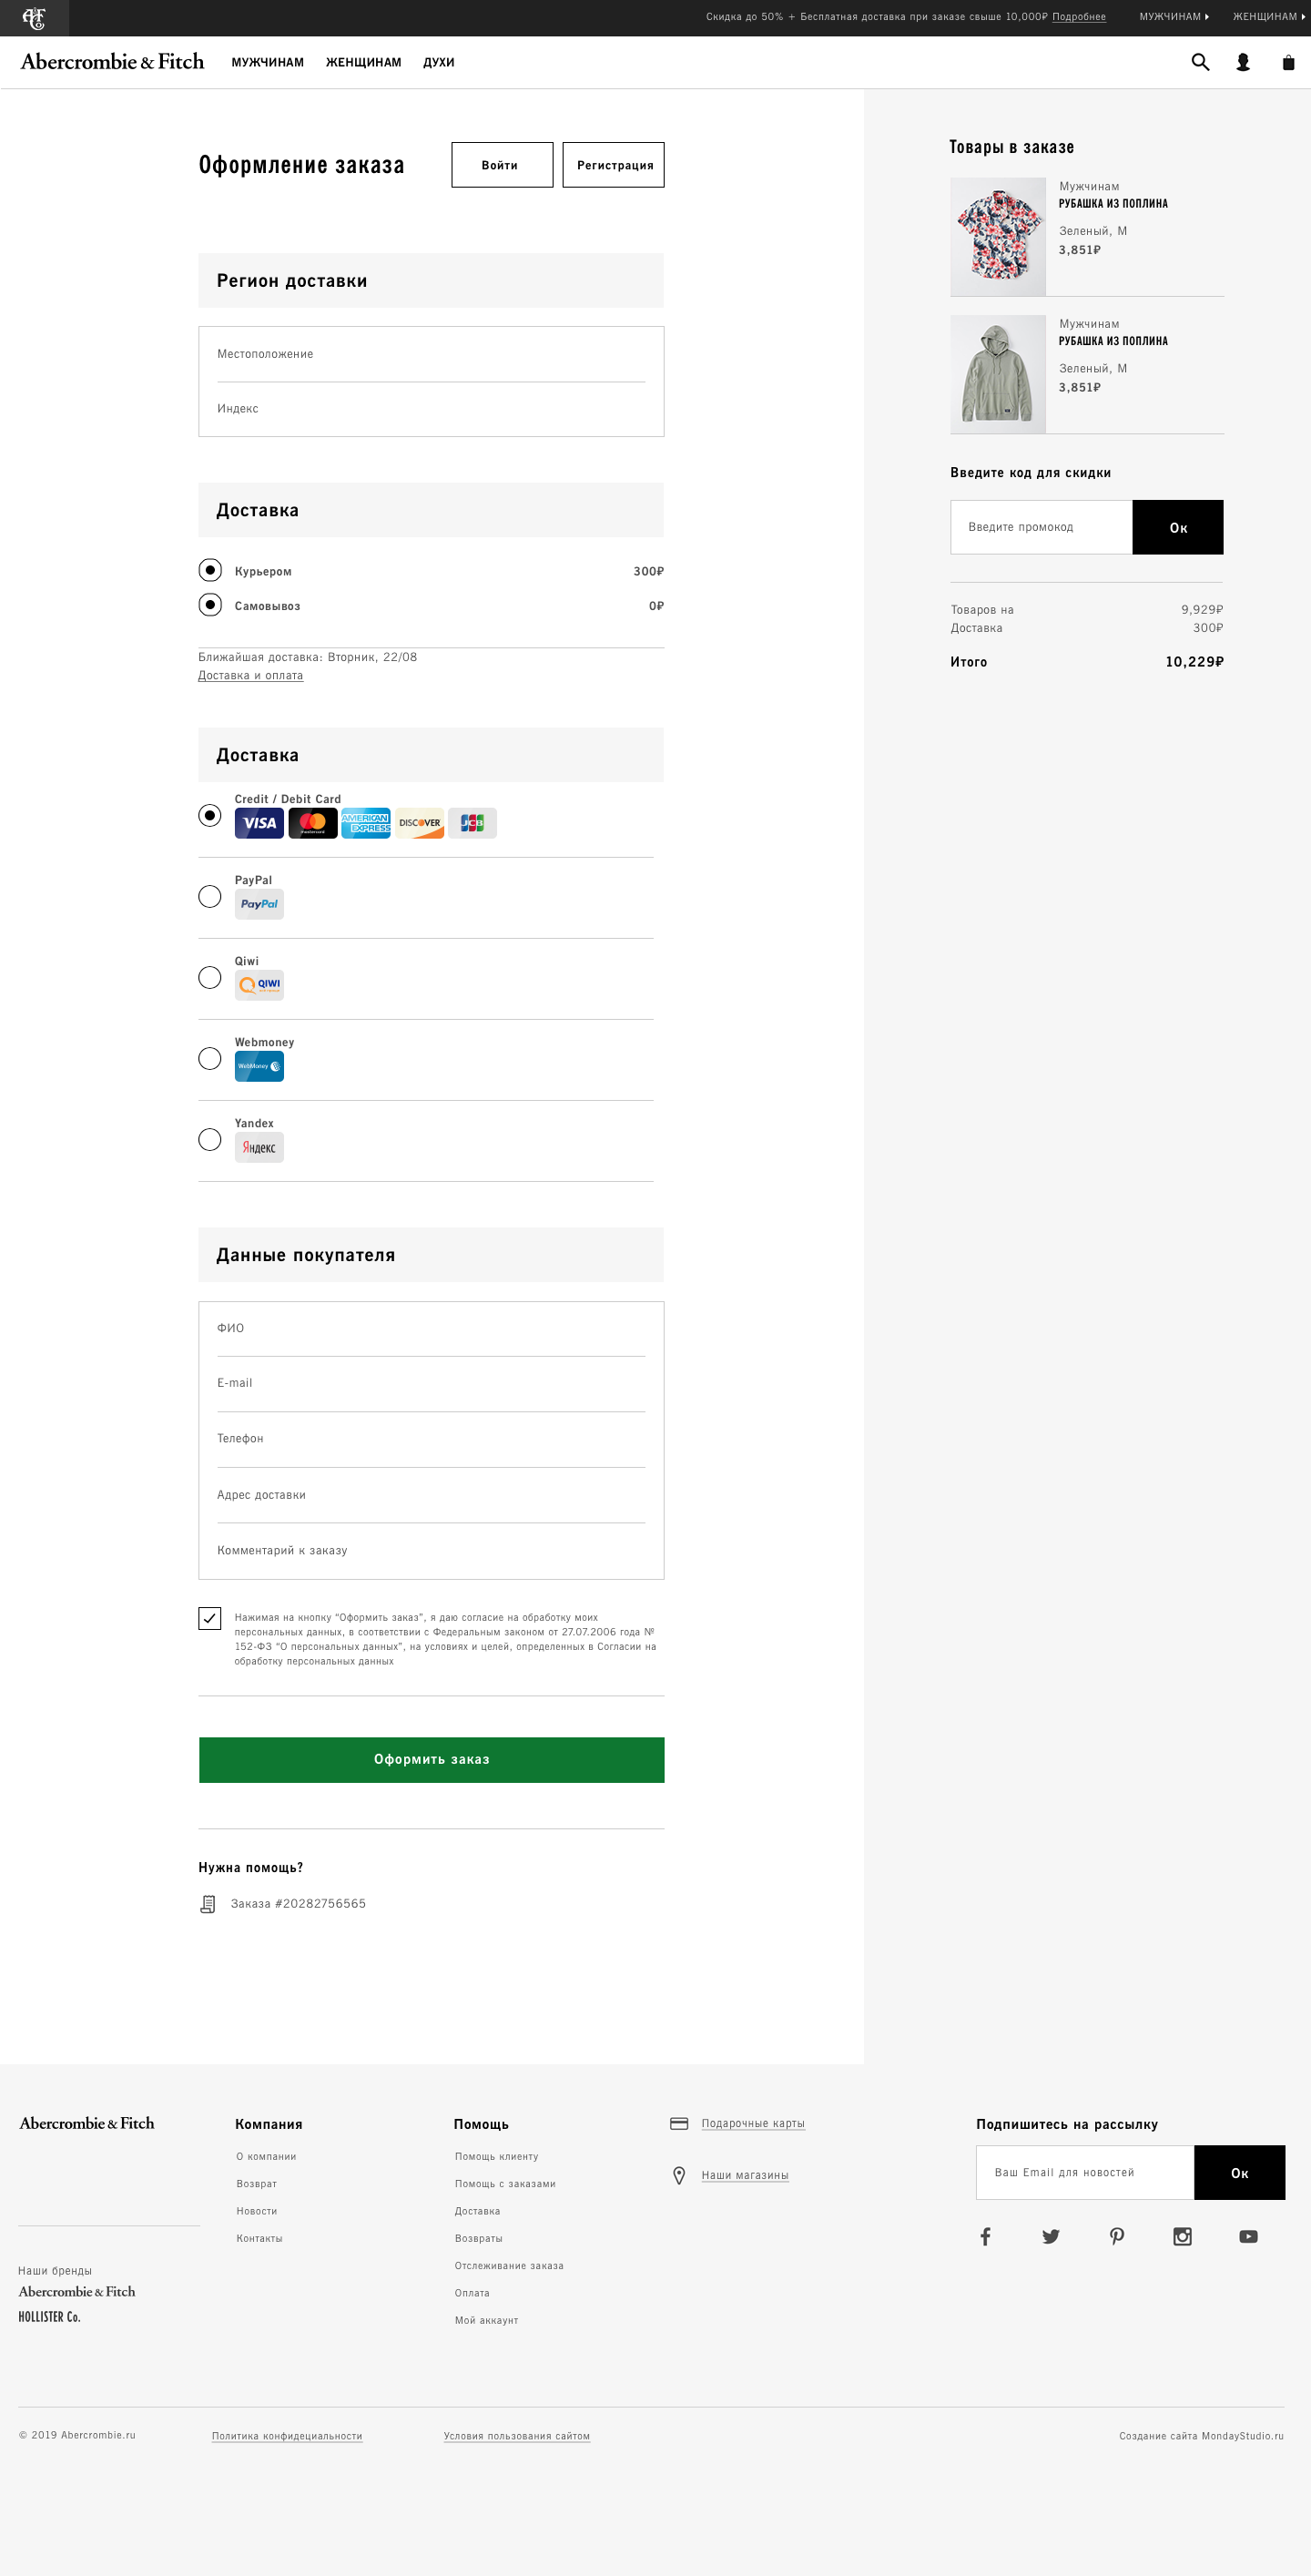 Скидка до 50% + Бесплатная доставка при заказе свыше 10,000₽ Подробнее
МУЖЧИНАМ
ЖЕНЩИНАМ
Abercrombie & Fitch
МУЖЧИНАМ
ЖЕНЩИНАМ
ДУХИ
Оформление заказа
Войти
Регистрация
Регион доставки
Местоположение
Индекс
Доставка
Курьером
300₽
Самовывоз
0₽
Ближайшая доставка: Вторник, 22/08
Доставка и оплата
Доставка
Credit / Debit Card
VISA
mastercard
AMERICAN EXPRESS
DISCOVER
JCB
PayPal
PayPal
Qiwi
QIWI
Webmoney
WebMoney
Yandex
Яндекс
Данные покупателя
ФИО
E-mail
Телефон
Адрес доставки
Комментарий к заказу
Нажимая на кнопку “Оформить заказ”, я даю согласие на обработку моих
персональных данных, в соответствии с Федеральным законом от 27.07.2006 года №
152-ФЗ “О персональных данных”, на условиях и целей, определенных в Согласии на
обработку персональных данных
Оформить заказ
Нужна помощь?
Заказа #20282756565
Товары в заказе
Мужчинам
РУБАШКА ИЗ ПОПЛИНА
Зеленый, M
3,851₽
Мужчинам
РУБАШКА ИЗ ПОПЛИНА
Зеленый, M
3,851₽
Введите код для скидки
Введите промокод
Ок
Товаров на
9,929₽
Доставка
300₽
Итого
10,229₽
Abercrombie & Fitch
Наши бренды
Abercrombie & Fitch
HOLLISTER Co.
Компания
О компании
Возврат
Новости
Контакты
Помощь
Помощь клиенту
Помощь с заказами
Доставка
Возвраты
Отслеживание заказа
Оплата
Мой аккаунт
Подарочные карты
Наши магазины
Подпишитесь на рассылку
Ваш Email для новостей
Ок
© 2019 Abercrombie.ru
Политика конфидециальности
Условия пользования сайтом
Создание сайта MondayStudio.ru